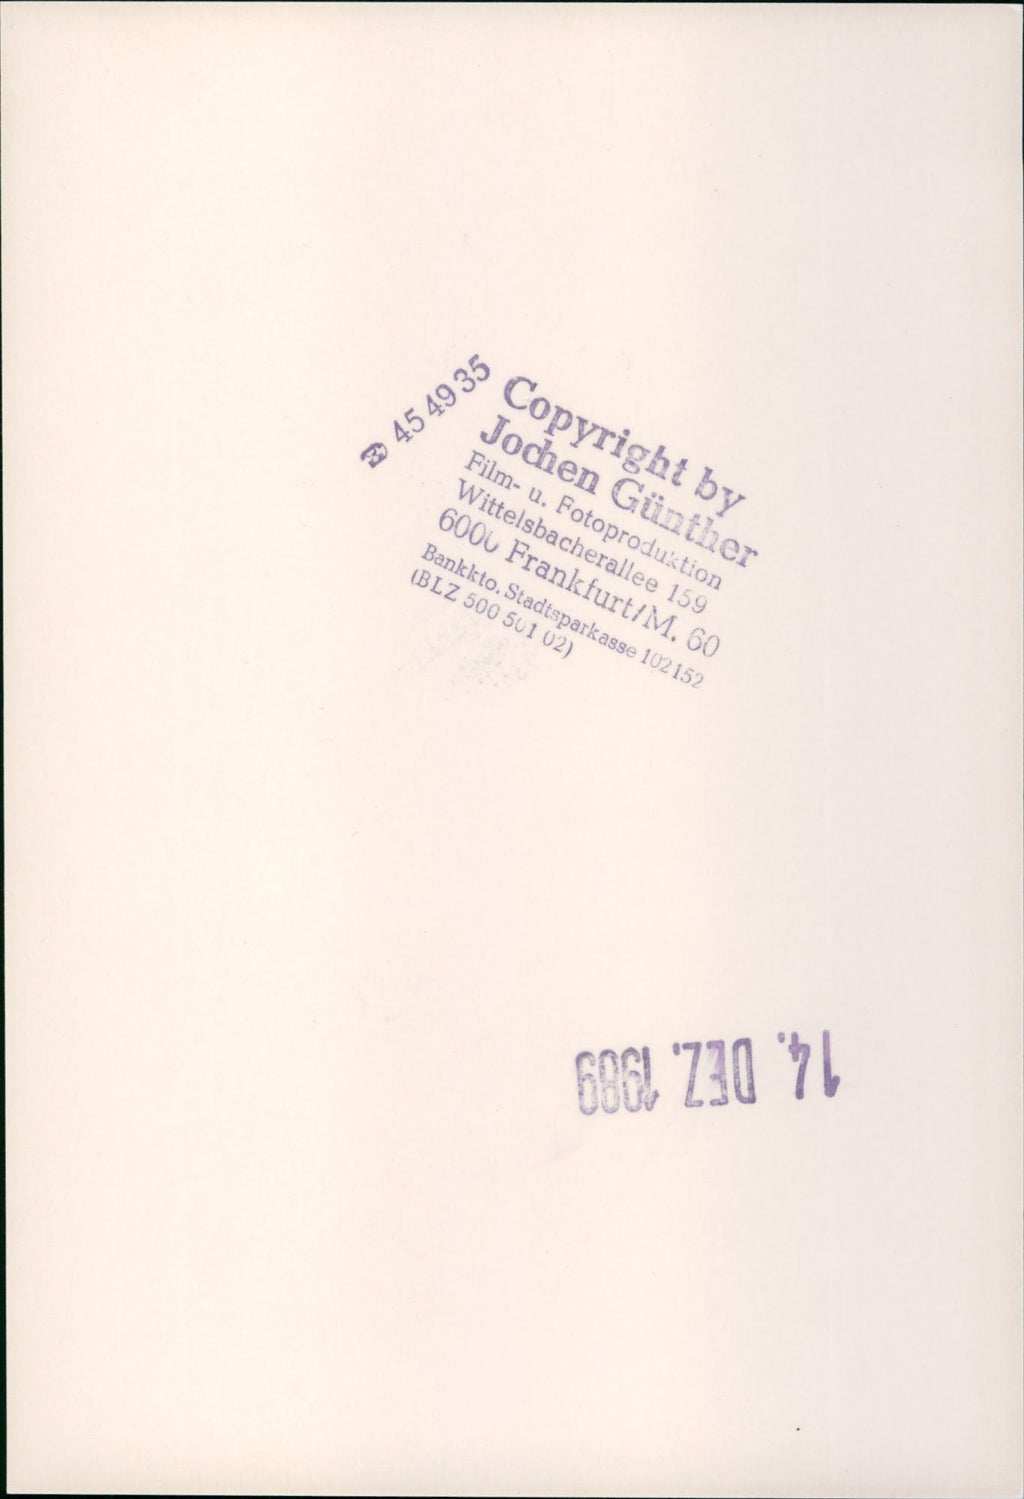 ☎ 45 49 35
Copyright by
Jochen Günther
Film- u. Fotoproduktion
Wittelsbacherallee 159
6000 Frankfurt/M. 60
Bankkto. Stadtsparkasse 102152
(BLZ 500 501 02)
14. DEZ. 1989